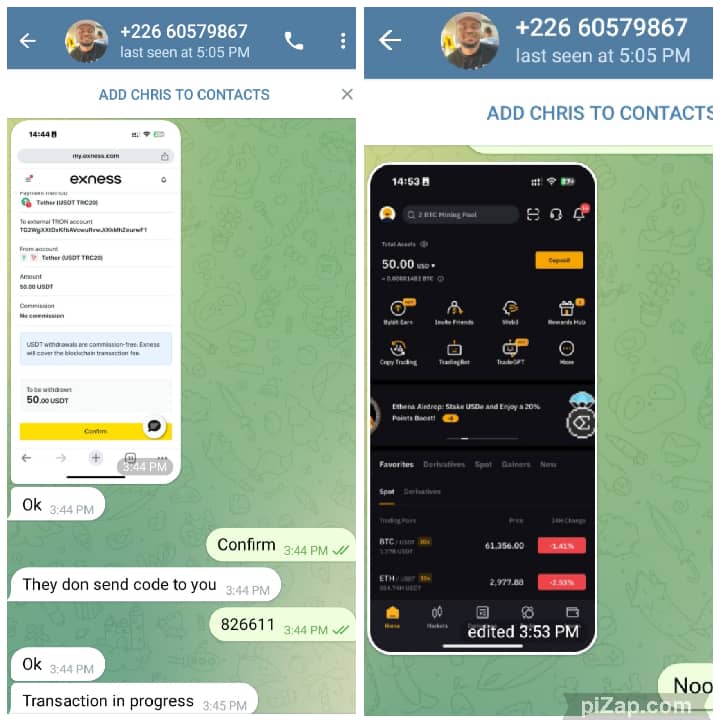 +226 60579867
last seen at 5:05 PM
ADD CHRIS TO CONTACTS
14:44
my.exness.com
exness
Payment method
Tether (USDT TRC20)
To external TRON account
From account
Tether (USDT TRC20)
Amount
50.00 USDT
Commission
No commission
USDT withdrawals are commission-free. Exness
will cover the blockchain transaction fee.
To be withdrawn
50.00 USDT
Confirm
3:44 PM
Ok 3:44 PM
Confirm 3:44 PM
They don send code to you 3:44 PM
826611 3:44 PM
Ok 3:44 PM
Transaction in progress 3:45 PM
+226 60579867
last seen at 5:05 PM
ADD CHRIS TO CONTACTS
14:53
2 BTC Mining Pool
Total Assets
50.00 USD
Deposit
Bybit Earn
Invite Friends
Web3
Rewards Hub
Copy Trading
TradingBot
TradeGPT
More
Ethena Airdrop: Stake USDe and Enjoy a 20%
Points Boost!
Favorites Derivatives Spot Gainers New
Spot Derivatives
Trading Pairs Price 24H Change
BTC / USDT 10x 61,356.00 -1.41%
ETH / USDT 10x 2,977.88 -2.53%
Home
Markets
edited 3:53 PM
Noo
piZap.com